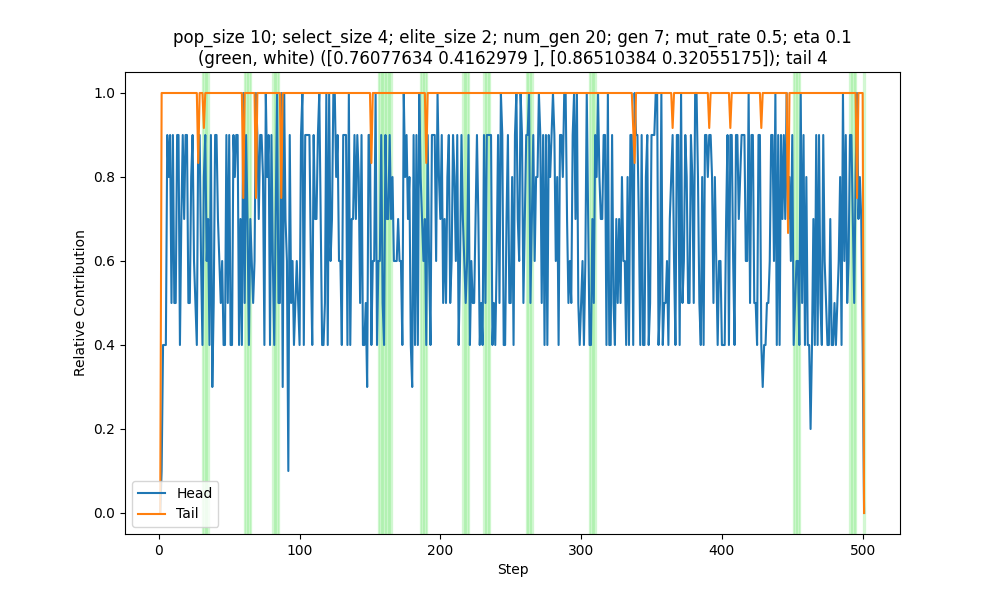 pop_size 10; select_size 4; elite_size 2; num_gen 20; gen 7; mut_rate 0.5; eta 0.1
(green, white) ([0.76077634 0.4162979 ], [0.86510384 0.32055175]); tail 4
1.0
0.8
0.6
0.4
0.2
0.0
Relative Contribution
Head
Tail
0 100 200 300 400 500
Step